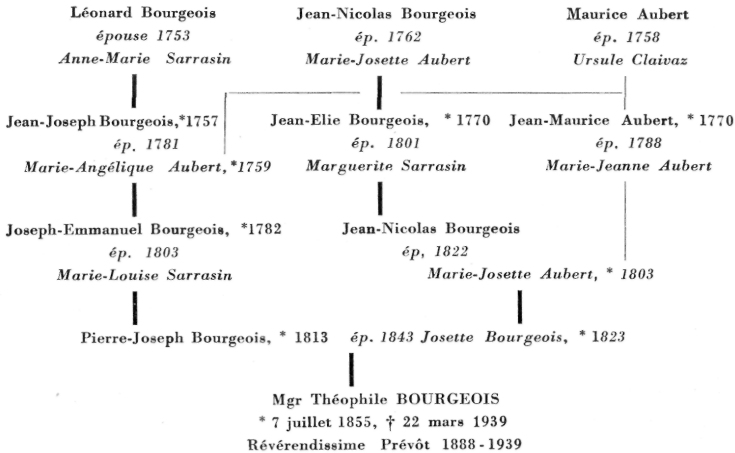 Léonard Bourgeois
épouse 1753
Anne-Marie Sarrasin
Jean-Nicolas Bourgeois
ép. 1762
Marie-Josette Aubert
Maurice Aubert
ép. 1758
Ursule Claivaz
Jean-Joseph Bourgeois,*1757
ép. 1781
Marie-Angélique Aubert,*1759
Jean-Elie Bourgeois, * 1770
ép. 1801
Marguerite Sarrasin
Jean-Maurice Aubert, * 1770
ép. 1788
Marie-Jeanne Aubert
Joseph-Emmanuel Bourgeois, *1782
ép. 1803
Marie-Louise Sarrasin
Jean-Nicolas Bourgeois
ép, 1822
Marie-Josette Aubert, * 1803
Pierre-Joseph Bourgeois, * 1813 ép. 1843 Josette Bourgeois, * 1823
Mgr Théophile BOURGEOIS
* 7 juillet 1855, † 22 mars 1939
Révérendissime Prévôt 1888-1939